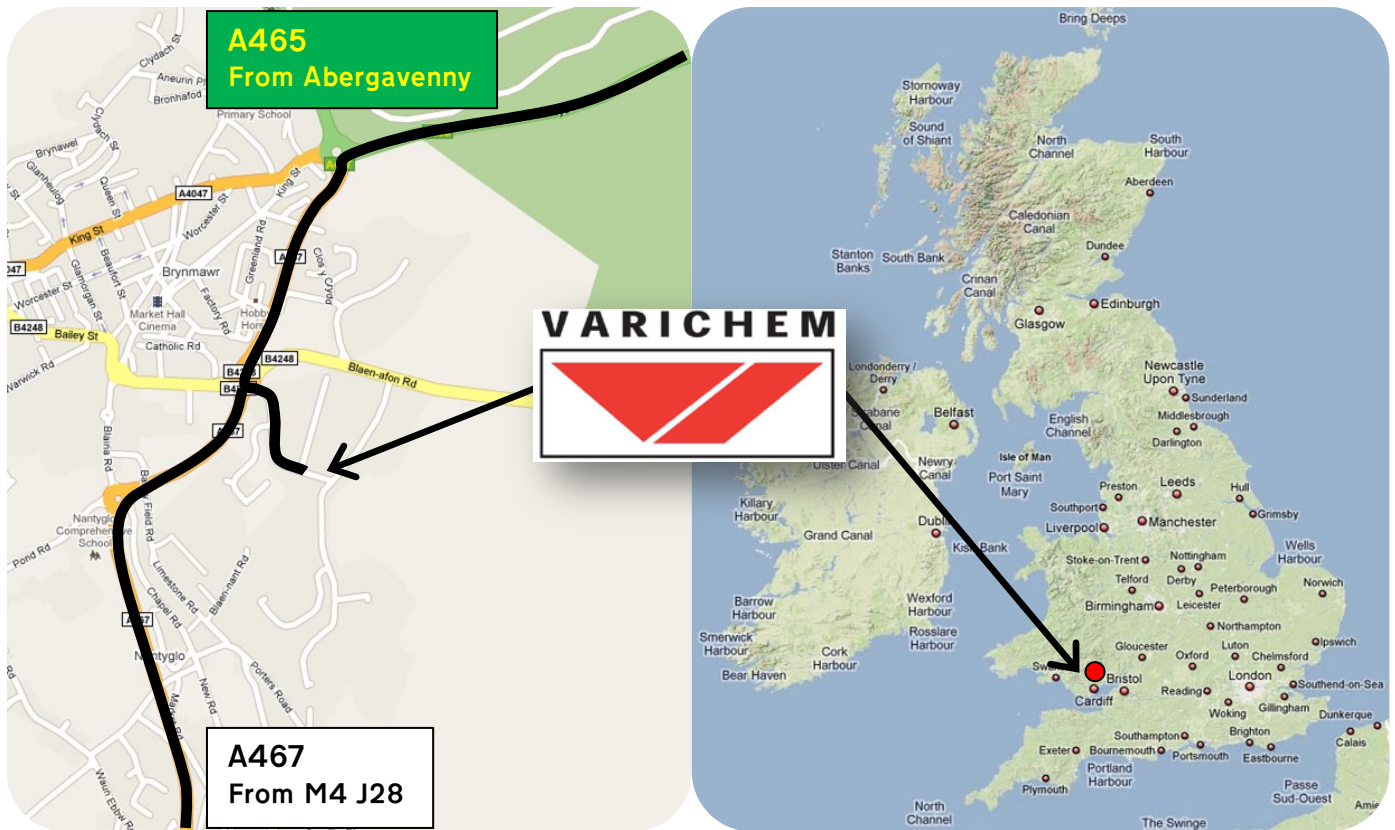 A465
From Abergavenny
Clydach St
Aneurin Pl
Bronhafod
Primary School
Clydach St
Brynawel
Glanheulog
Queen St
King St
A4047
Worcester St
King St
Greenland Rd
Clos y Clydd
Beaufort St
Glamorgan St
Brynmawr
Worcester St
Factory Rd
Market Hall
Cinema
B4248
Bailey St
Catholic Rd
B4248
Warwick Rd
Blaen-afon Rd
Blaina Rd
Nantyglo
Comprehensive
School
Pond Rd
Limestone Rd
Chapel Rd
Blaen-nant Rd
Nantyglo
Porters Road
New Rd
Market Rd
Waun Ebbw Rd
A467
From M4 J28
VARICHEM
Bring Deeps
Stornoway
Harbour
Sound
of Shiant
North
Channel
South
Harbour
Aberdeen
Caledonian
Canal
Stanton
Banks
South Bank
Dundee
Crinan
Canal
Edinburgh
Glasgow
Londonderry /
Derry
Strabane
Canal
Belfast
Newcastle
Upon Tyne
Sunderland
English
Channel
Middlesbrough
Darlington
Ulster Canal
Newry
Canal
Isle of Man
Port Saint
Mary
Preston
Leeds
Hull
Southport
Grimsby
Killary
Harbour
Liverpool
Manchester
Grand Canal
Dublin
Kish Bank
Wells
Harbour
Stoke-on-Trent
Nottingham
Telford
Derby
Peterborough
Norwich
Birmingham
Leicester
Barrow
Harbour
Wexford
Harbour
Northampton
Smerwick
Harbour
Rosslare
Harbour
Ipswich
Cork
Harbour
Gloucester
Oxford
Luton
Chelmsford
Bear Haven
Bristol
London
Southend-on-Sea
Cardiff
Reading
Gillingham
Woking
Dunkerque
Southampton
Brighton
Calais
Exeter
Bournemouth
Portsmouth
Eastbourne
Portland
Harbour
Plymouth
Passe
Sud-Ouest
North
Channel
The Swinge